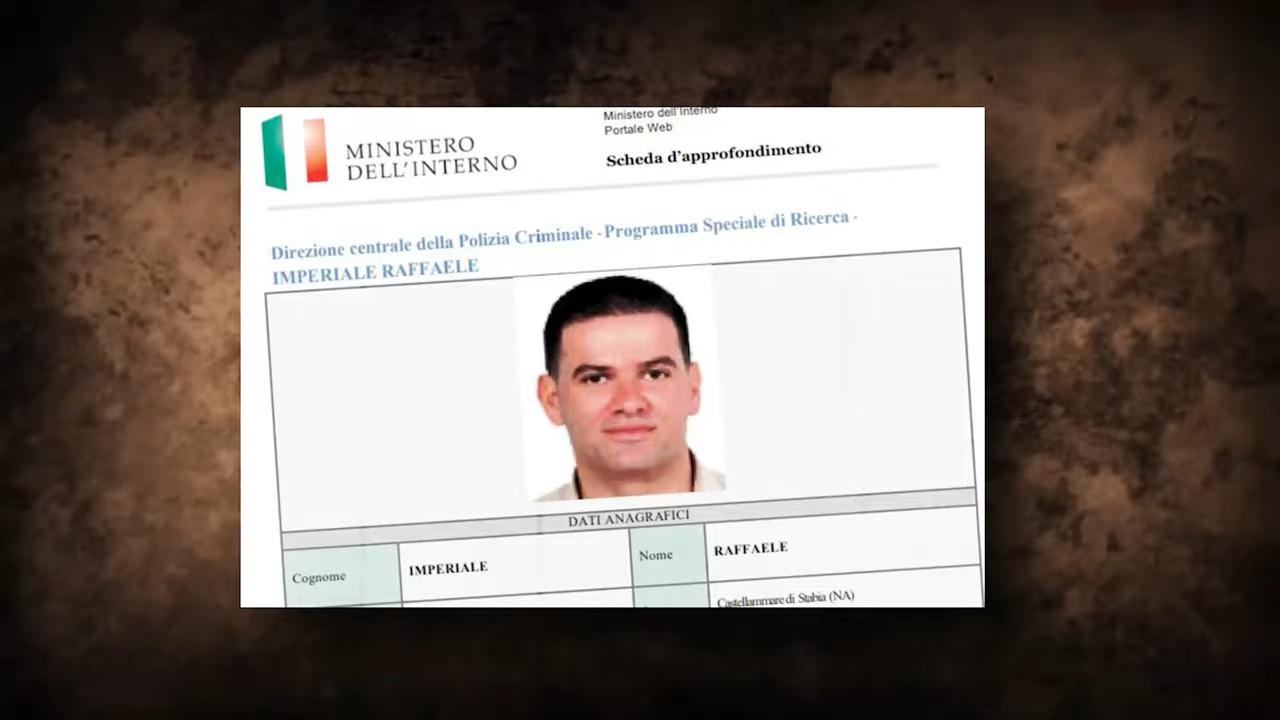 MINISTERO
DELL'INTERNO
Ministero dell'Interno
Portale Web
Scheda d'approfondimento
Direzione centrale della Polizia Criminale - Programma Speciale di Ricerca -
IMPERIALE RAFFAELE
DATI ANAGRAFICI
Cognome
IMPERIALE
Nome
RAFFAELE
Castellammare di Stabia (NA)